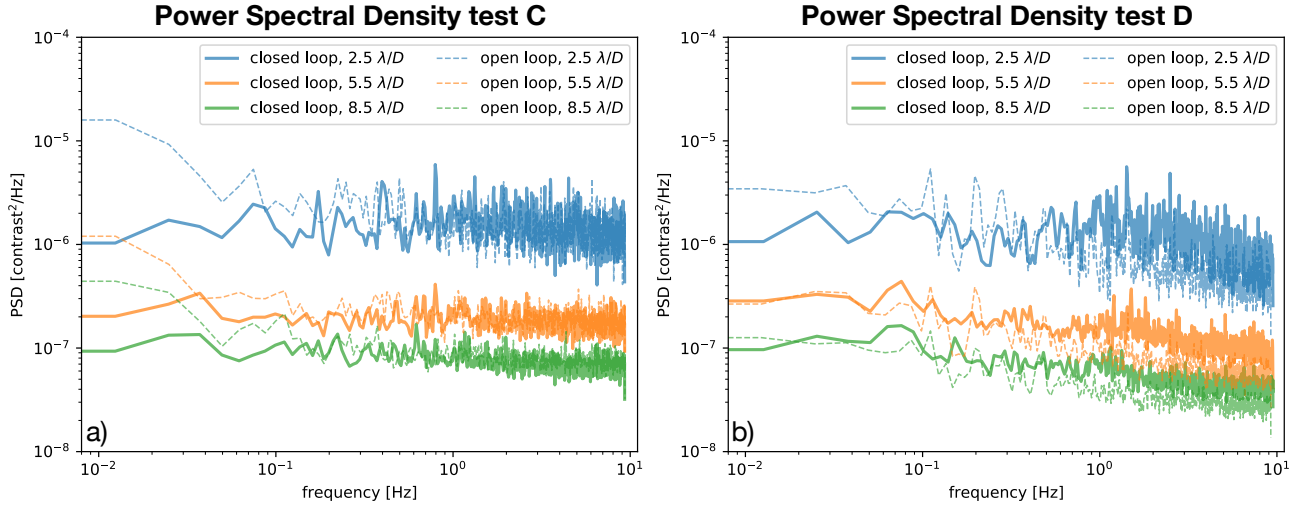 Power Spectral Density test C
10⁻⁴
10⁻⁵
10⁻⁶
10⁻⁷
10⁻⁸
PSD [contrast²/Hz]
closed loop, 2.5 λ/D
closed loop, 5.5 λ/D
closed loop, 8.5 λ/D
open loop, 2.5 λ/D
open loop, 5.5 λ/D
open loop, 8.5 λ/D
a)
10⁻²
10⁻¹
10⁰
10¹
frequency [Hz]
Power Spectral Density test D
10⁻⁴
10⁻⁵
10⁻⁶
10⁻⁷
10⁻⁸
PSD [contrast²/Hz]
closed loop, 2.5 λ/D
closed loop, 5.5 λ/D
closed loop, 8.5 λ/D
open loop, 2.5 λ/D
open loop, 5.5 λ/D
open loop, 8.5 λ/D
b)
10⁻²
10⁻¹
10⁰
10¹
frequency [Hz]